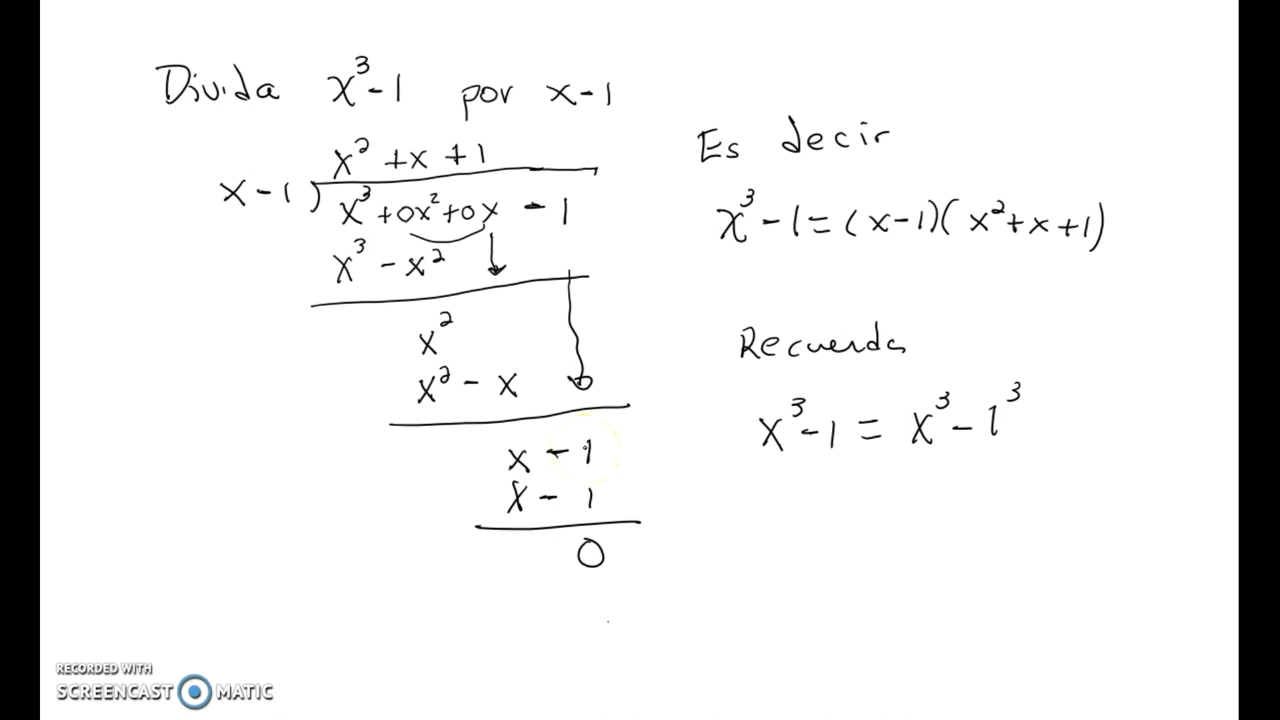 Divida x³-1 por x-1
x² +x +1
x-1) x³+0x²+0x - 1
x³ - x²
x²
x² - x
x - 1
x - 1
0
Es decir
x³-1=(x-1)(x²+x+1)
Recuerda
x³-1 = x³-1³
RECORDED WITH
SCREENCAST MATIC